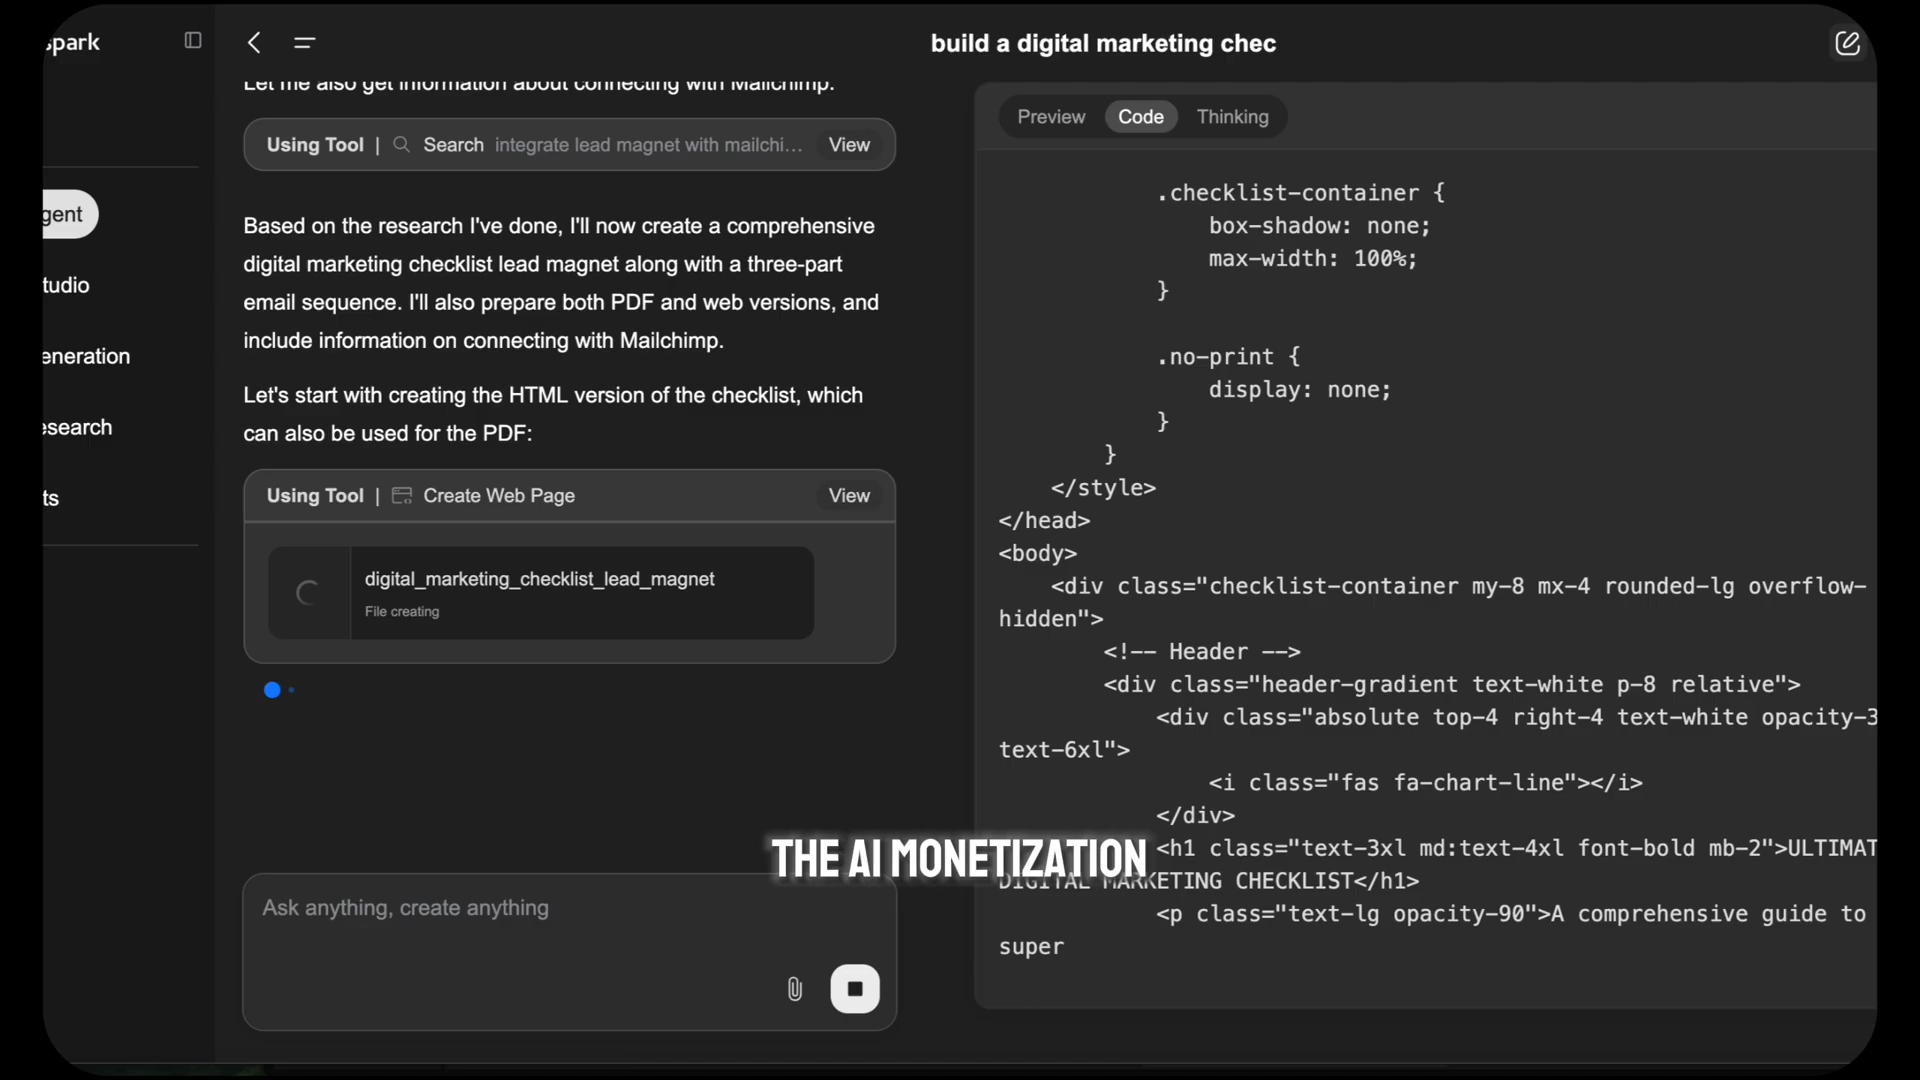 spark
build a digital marketing chec
Let me also get information about connecting with Mailchimp.
Using Tool | Search integrate lead magnet with mailchi... View
gent
tudio
eneration
esearch
ts
Based on the research I've done, I'll now create a comprehensive
digital marketing checklist lead magnet along with a three-part
email sequence. I'll also prepare both PDF and web versions, and
include information on connecting with Mailchimp.
Let's start with creating the HTML version of the checklist, which
can also be used for the PDF:
Using Tool | Create Web Page View
digital_marketing_checklist_lead_magnet
File creating
Ask anything, create anything
Preview Code Thinking
.checklist-container {
box-shadow: none;
max-width: 100%;
}
.no-print {
display: none;
}
}
</style>
</head>
<body>
<div class="checklist-container my-8 mx-4 rounded-lg overflow-
hidden">
<!-- Header -->
<div class="header-gradient text-white p-8 relative">
<div class="absolute top-4 right-4 text-white opacity-3
text-6xl">
<i class="fas fa-chart-line"></i>
</div>
<h1 class="text-3xl md:text-4xl font-bold mb-2">ULTIMAT
DIGITAL MARKETING CHECKLIST</h1>
<p class="text-lg opacity-90">A comprehensive guide to
super
THE AI MONETIZATION